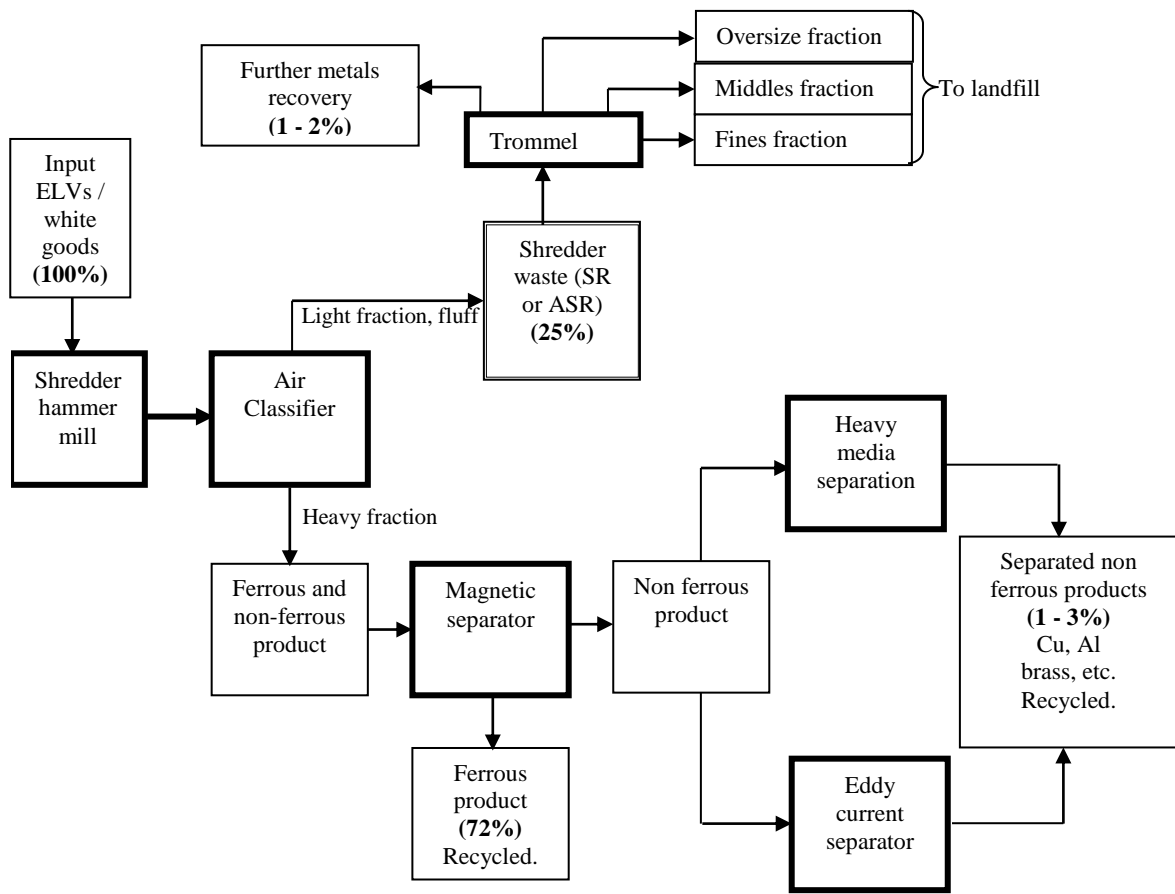 Input
ELVs /
white
goods
(100%)
Shredder
hammer
mill
Air
Classifier
Light fraction, fluff
Heavy fraction
Shredder
waste (SR
or ASR)
(25%)
Trommel
Further metals
recovery
(1 - 2%)
Oversize fraction
Middles fraction
Fines fraction
To landfill
Ferrous and
non-ferrous
product
Magnetic
separator
Ferrous
product
(72%)
Recycled.
Non ferrous
product
Heavy
media
separation
Eddy
current
separator
Separated non
ferrous products
(1 - 3%)
Cu, Al
brass, etc.
Recycled.